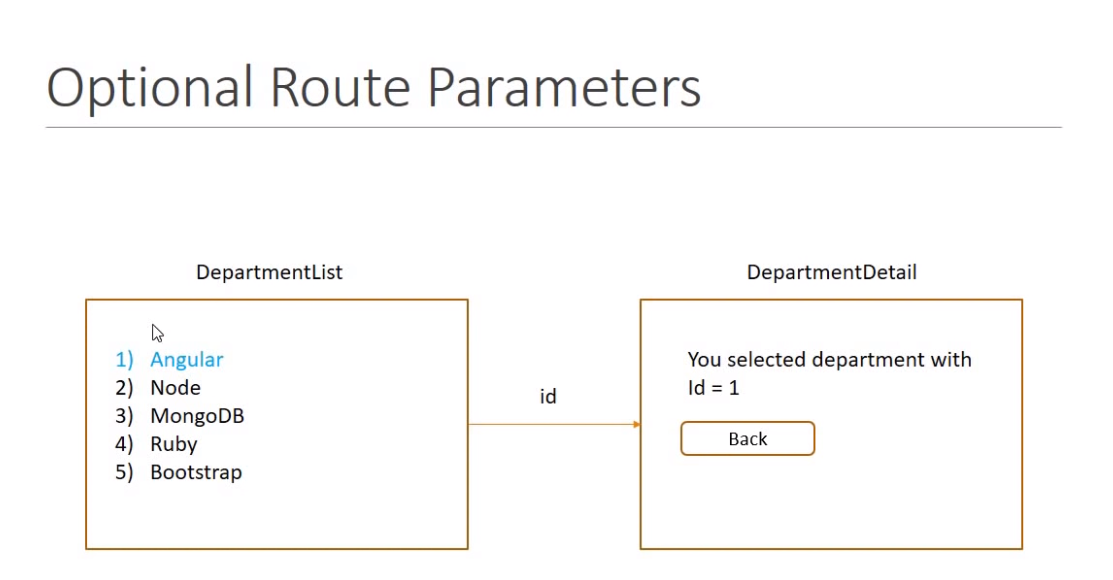 Optional Route Parameters
DepartmentList
1) Angular
2) Node
3) MongoDB
4) Ruby
5) Bootstrap
id
DepartmentDetail
You selected department with
Id = 1
Back